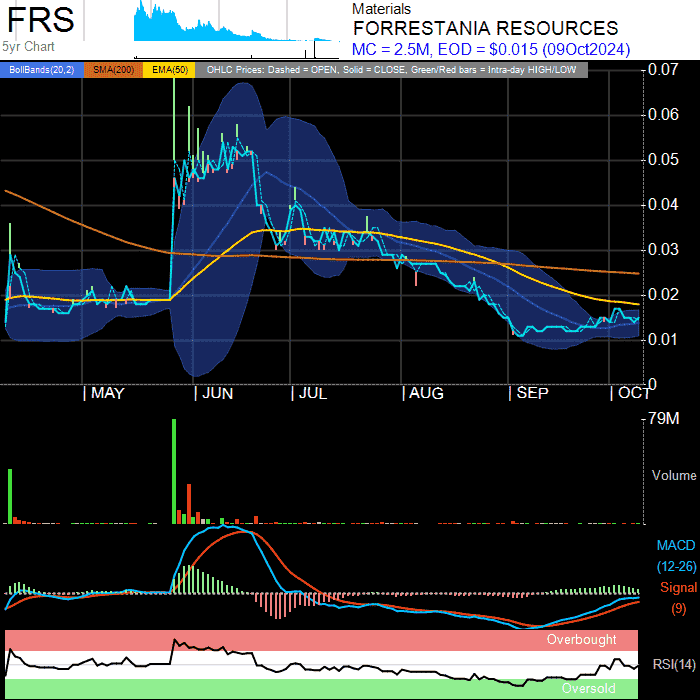 FRS
5yr Chart
Materials
FORRESTANIA RESOURCES
MC = 2.5M, EOD = $0.015 (09Oct2024)
BollBands(20,2) SMA(200) EMA(50) OHLC Prices: Dashed = OPEN, Solid = CLOSE, Green/Red bars = Intra-day HIGH/LOW
0.07
0.06
0.05
0.04
0.03
0.02
0.01
0
| MAY | JUN | JUL | AUG | SEP | OCT
79M
Volume
MACD
(12-26)
Signal
(9)
Overbought
RSI(14)
Oversold